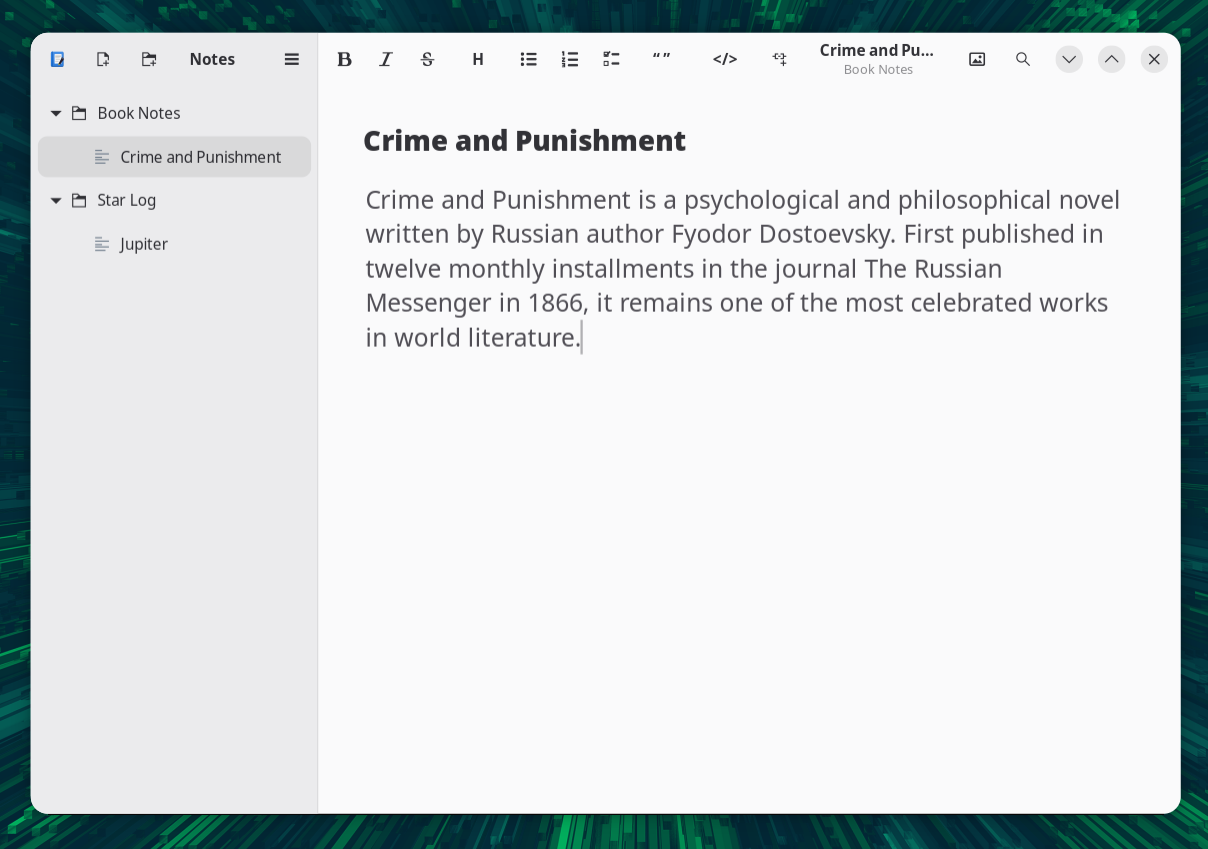 Notes
B I S H “ ” </>
Crime and Pu...
Book Notes
Book Notes
Crime and Punishment
Star Log
Jupiter
Crime and Punishment
Crime and Punishment is a psychological and philosophical novel
written by Russian author Fyodor Dostoevsky. First published in
twelve monthly installments in the journal The Russian
Messenger in 1866, it remains one of the most celebrated works
in world literature.